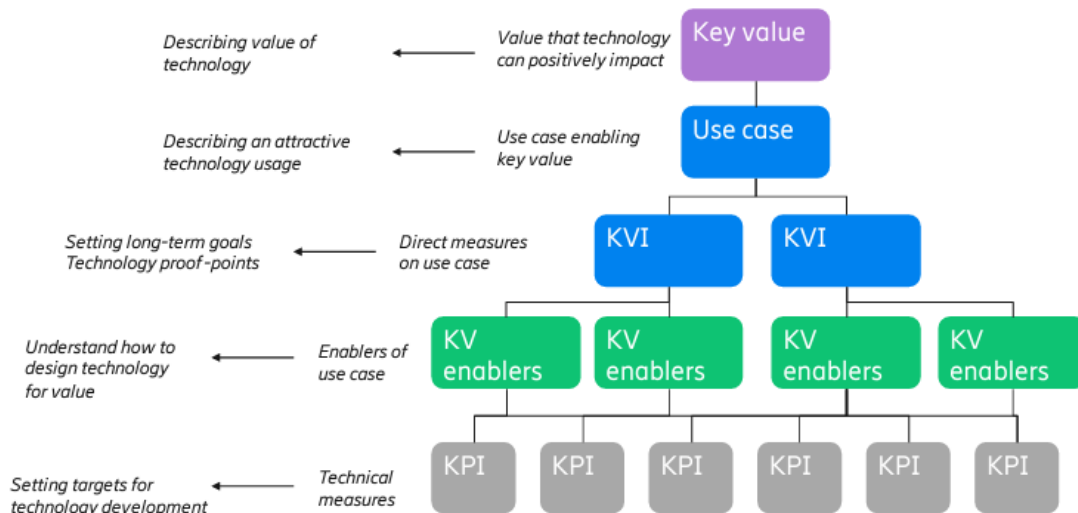 Describing value of
technology
Value that technology
can positively impact
Key value
Describing an attractive
technology usage
Use case enabling
key value
Use case
Setting long-term goals
Technology proof-points
Direct measures
on use case
KVI
KVI
Understand how to
design technology
for value
Enablers of
use case
KV
enablers
KV
enablers
KV
enablers
KV
enablers
Setting targets for
technology development
Technical
measures
KPI
KPI
KPI
KPI
KPI
KPI